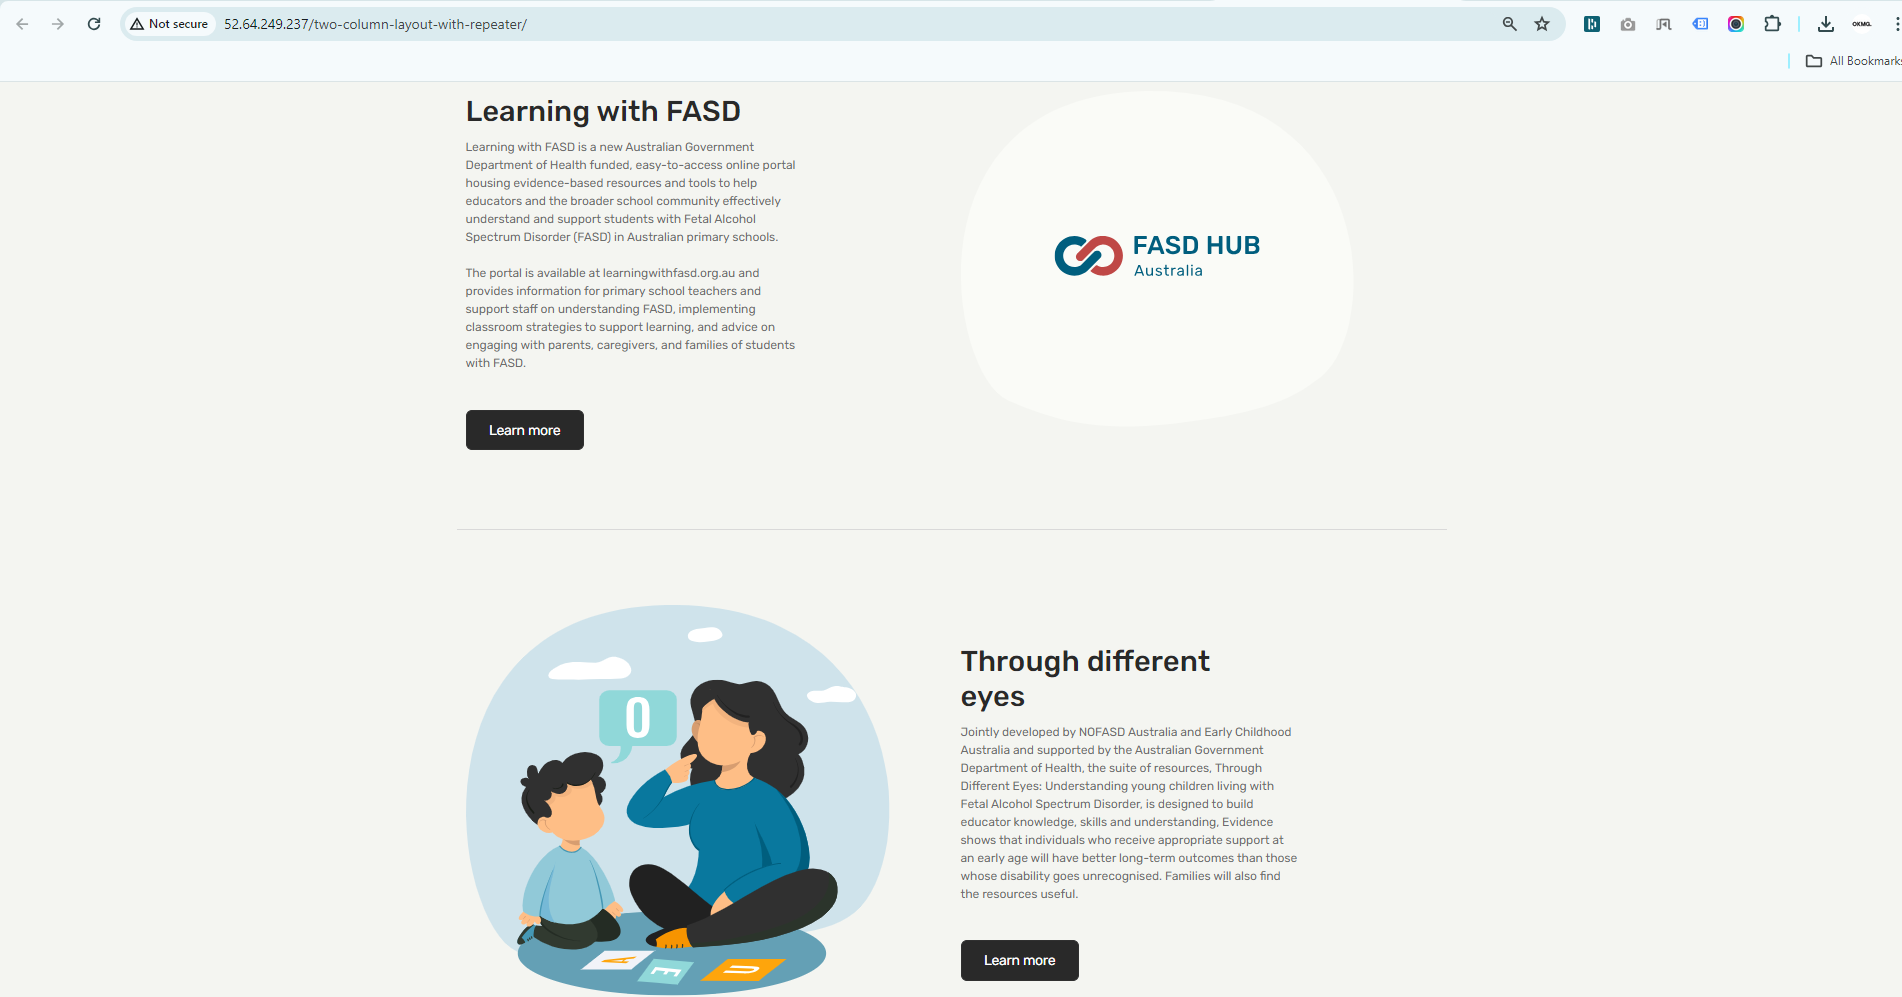 Not secure
52.64.249.237/two-column-layout-with-repeater/
OKMG.
All Bookmarks
Learning with FASD
Learning with FASD is a new Australian Government
Department of Health funded, easy-to-access online portal
housing evidence-based resources and tools to help
educators and the broader school community effectively
understand and support students with Fetal Alcohol
Spectrum Disorder (FASD) in Australian primary schools.
The portal is available at learningwithfasd.org.au and
provides information for primary school teachers and
support staff on understanding FASD, implementing
classroom strategies to support learning, and advice on
engaging with parents, caregivers, and families of students
with FASD.
Learn more
FASD HUB
Australia
0
A
E
U
Through different
eyes
Jointly developed by NOFASD Australia and Early Childhood
Australia and supported by the Australian Government
Department of Health, the suite of resources, Through
Different Eyes: Understanding young children living with
Fetal Alcohol Spectrum Disorder, is designed to build
educator knowledge, skills and understanding, Evidence
shows that individuals who receive appropriate support at
an early age will have better long-term outcomes than those
whose disability goes unrecognised. Families will also find
the resources useful.
Learn more